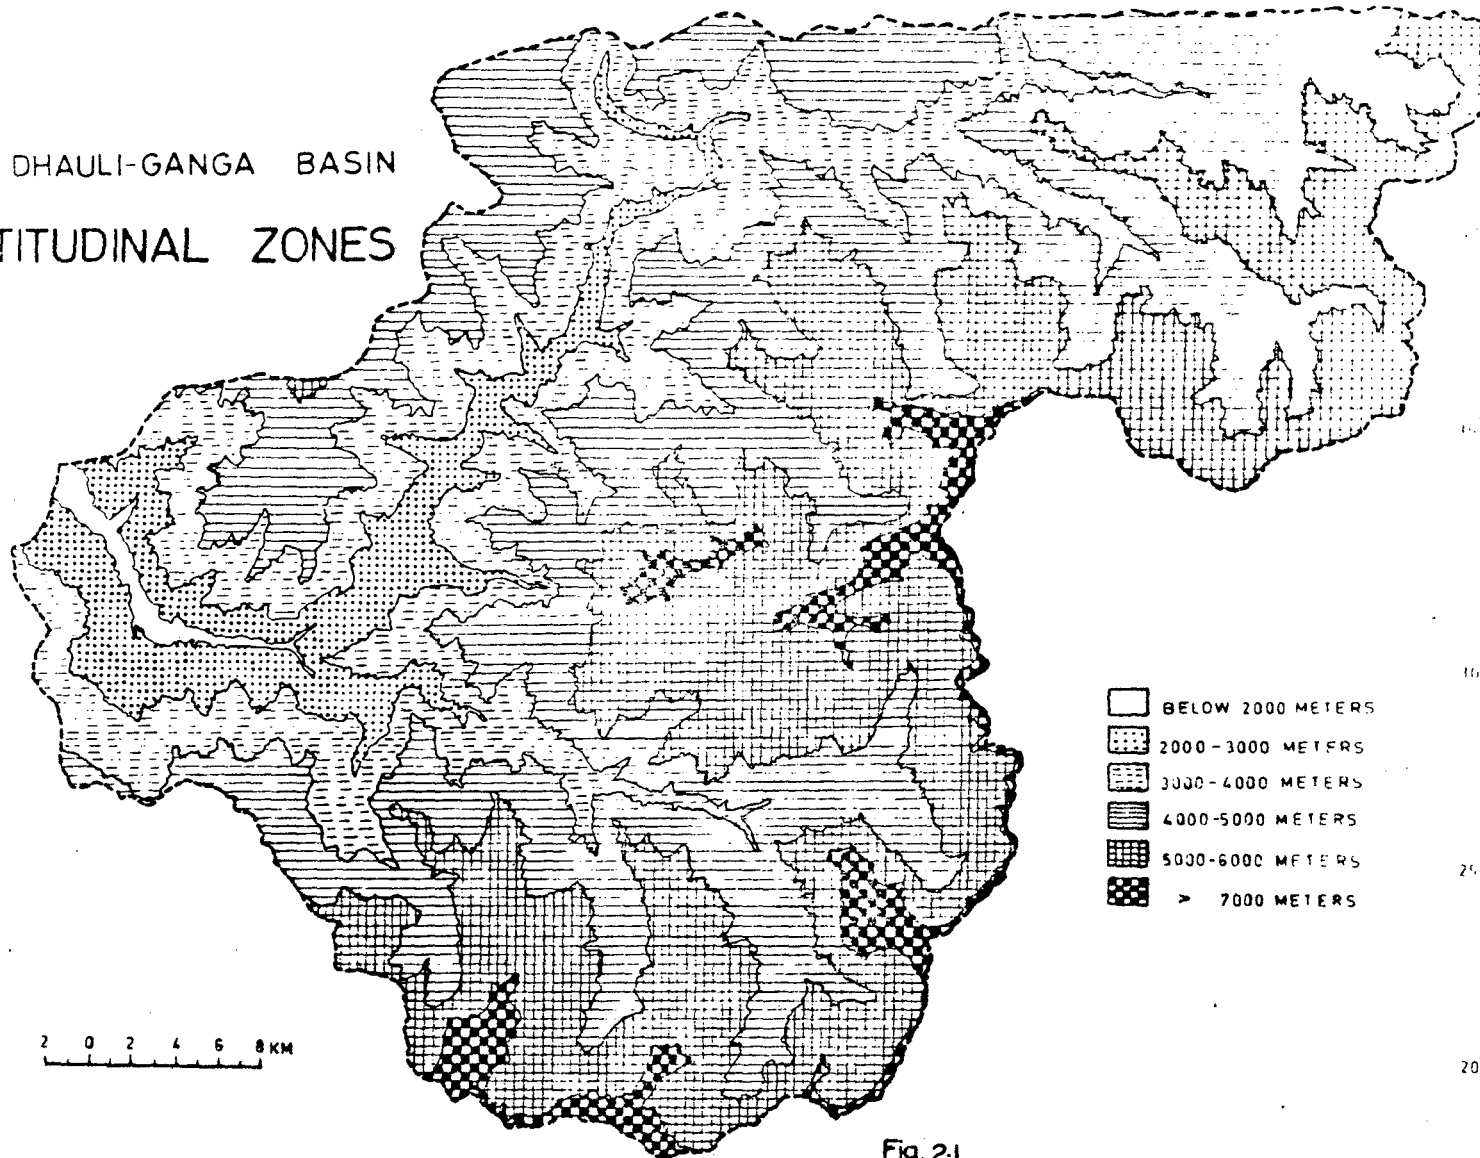 DHAULI-GANGA BASIN
TITUDINAL ZONES
BELOW 2000 METERS
2000-3000 METERS
3000-4000 METERS
4000-5000 METERS
5000-6000 METERS
> 7000 METERS
2 0 2 4 6 8 KM
20
Fig. 2.1